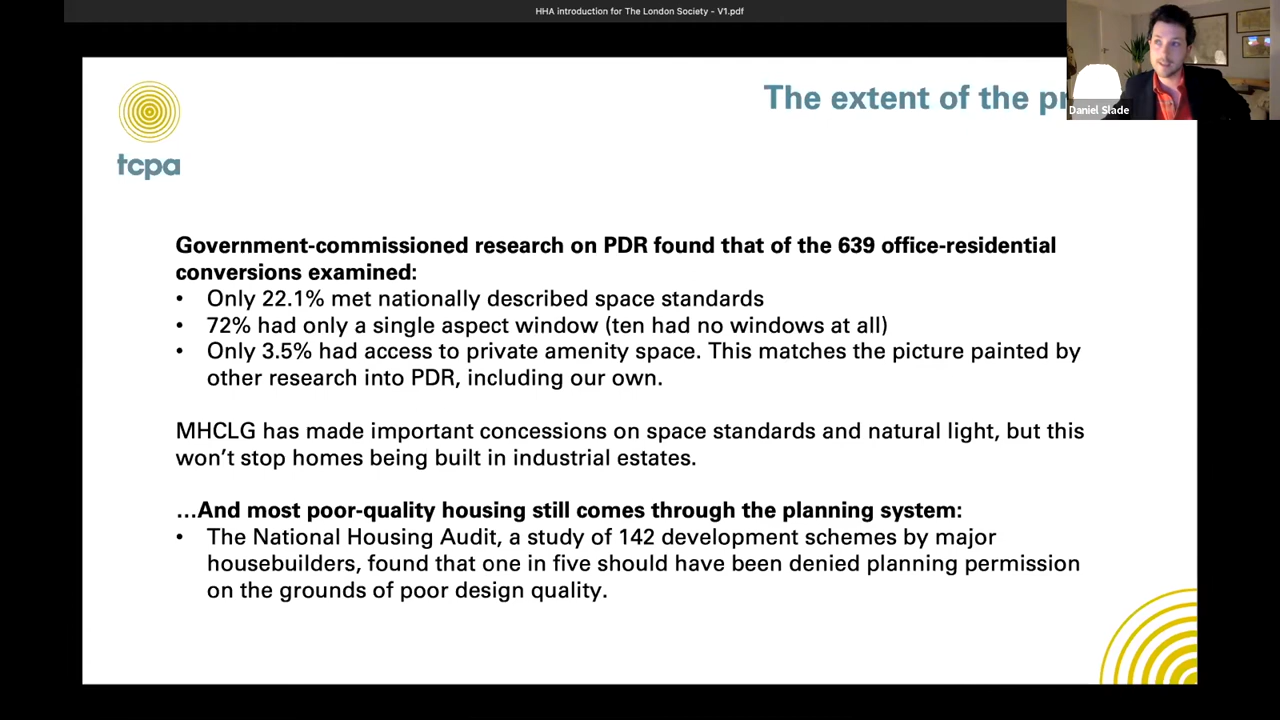 HHA introduction for The London Society - V1.pdf
The extent of the
Daniel Slade
tcpa
Government-commissioned research on PDR found that of the 639 office-residential
conversions examined:
• Only 22.1% met nationally described space standards
• 72% had only a single aspect window (ten had no windows at all)
• Only 3.5% had access to private amenity space. This matches the picture painted by
other research into PDR, including our own.
MHCLG has made important concessions on space standards and natural light, but this
won’t stop homes being built in industrial estates.
…And most poor-quality housing still comes through the planning system:
• The National Housing Audit, a study of 142 development schemes by major
housebuilders, found that one in five should have been denied planning permission
on the grounds of poor design quality.